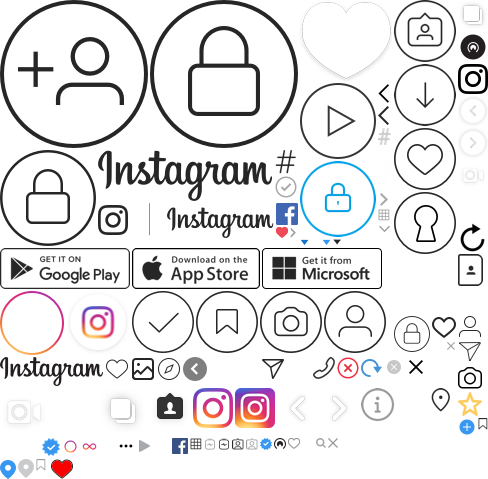 Instagram #
#
Instagram
GET IT ON
Google Play
Download on the
App Store
Get it from
Microsoft
Instagram